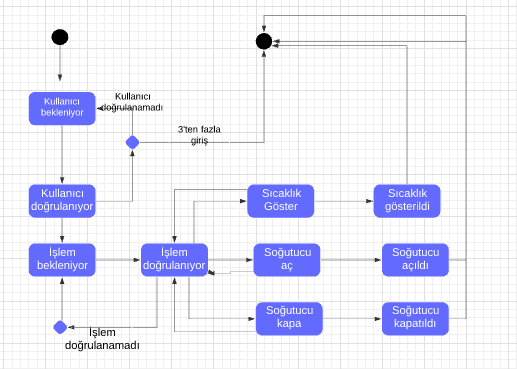 Kullanıcı
bekleniyor
Kullanıcı
doğrulanamadı
3'ten fazla
giriş
Kullanıcı
doğrulanıyor
Sıcaklık
Göster
Sıcaklık
gösterildi
İşlem
bekleniyor
İşlem
doğrulanıyor
Soğutucu
aç
Soğutucu
açıldı
Soğutucu
kapa
Soğutucu
kapatıldı
İşlem
doğrulanamadı